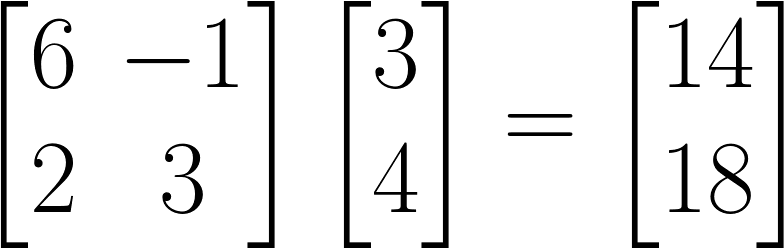 [6 −1] [3] = [14]
[2 3] [4] [18]